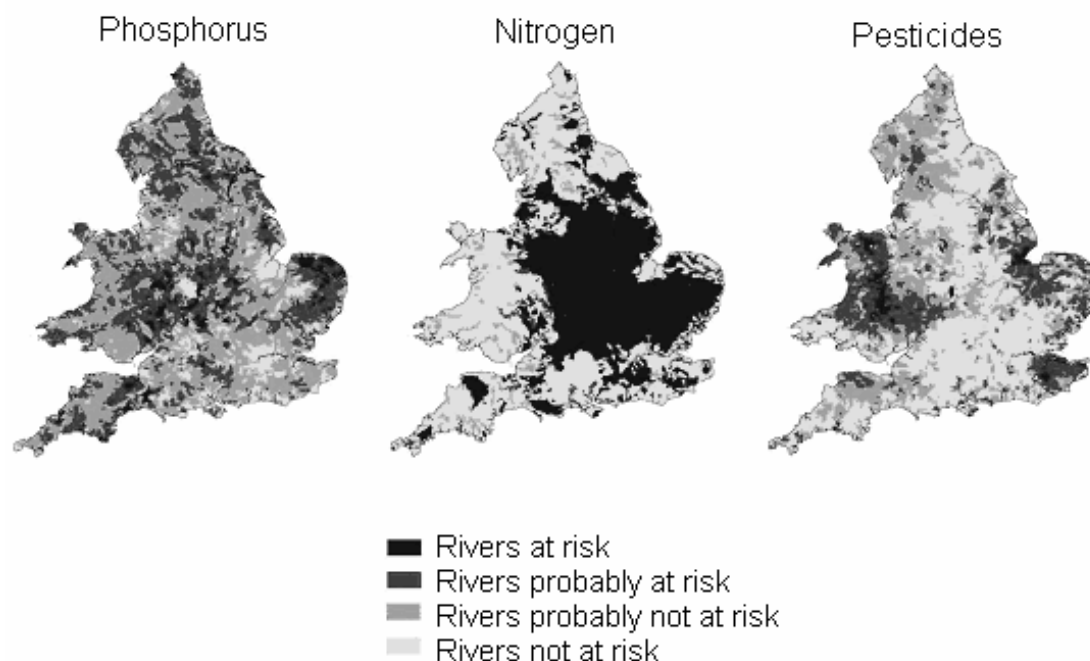 Phosphorus
Nitrogen
Pesticides
Rivers at risk
Rivers probably at risk
Rivers probably not at risk
Rivers not at risk